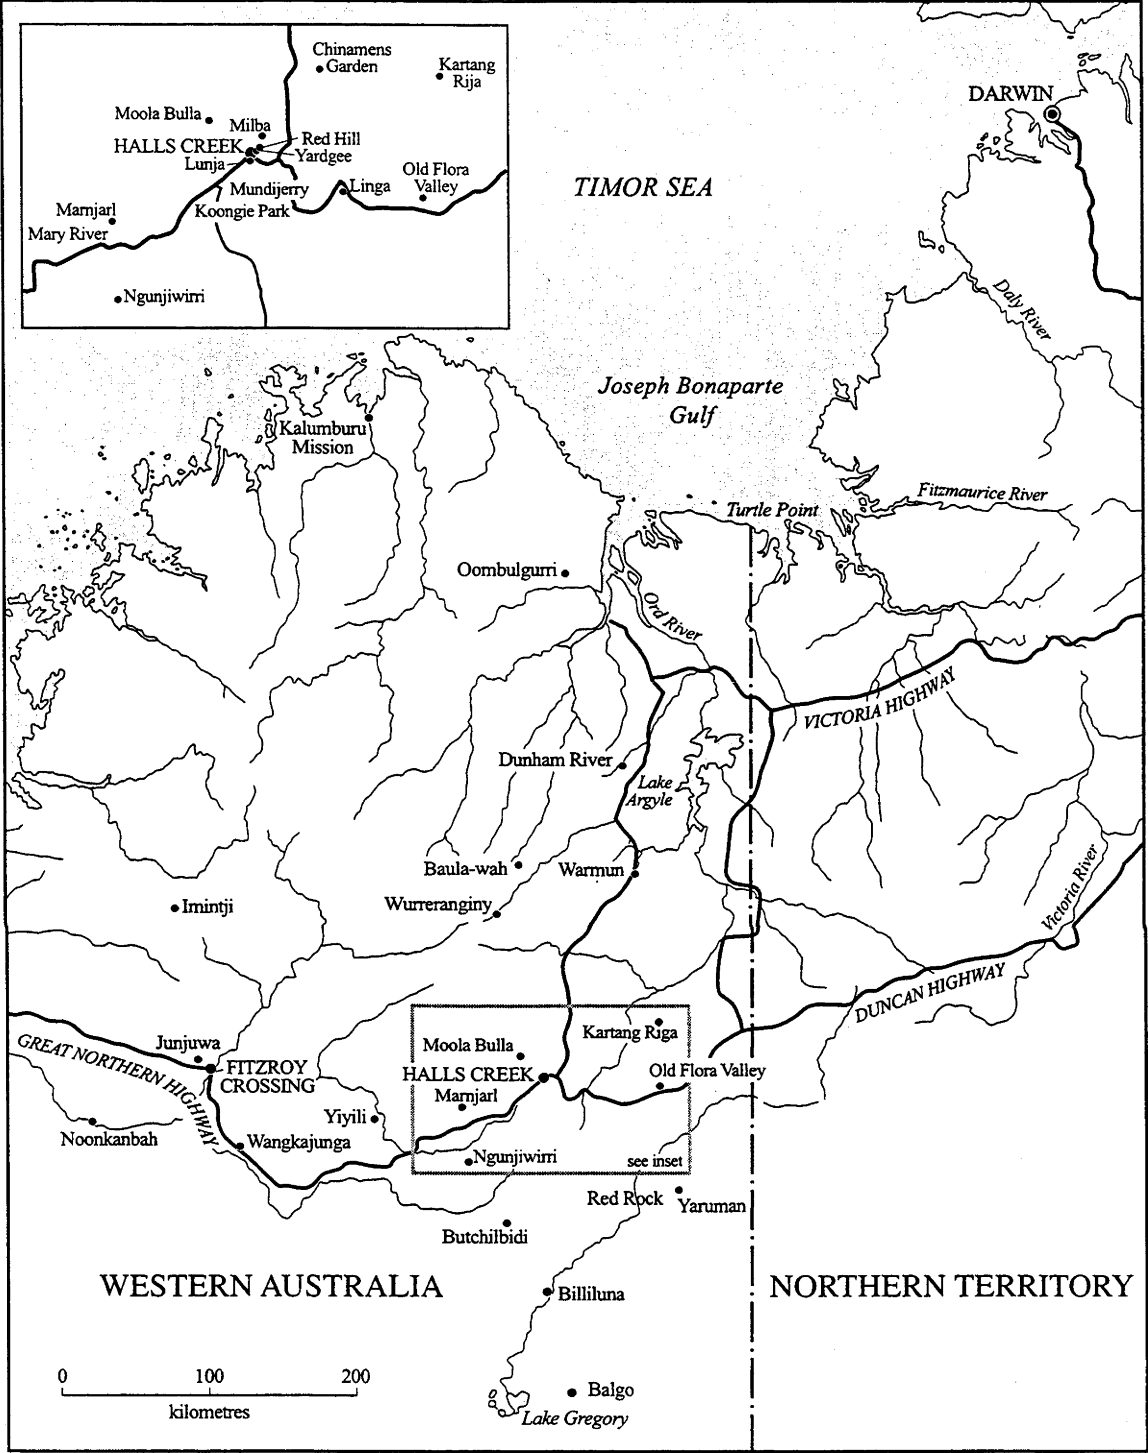 Chinamens
Garden
Kartang
Rija
Moola Bulla
Milba
HALLS CREEK
Red Hill
Yardgee
Lunja
Mundijerry
Linga
Old Flora
Valley
Koongie Park
Marnjarl
Mary River
Ngunjiwirri
DARWIN
TIMOR SEA
Daly River
Joseph Bonaparte
Gulf
Kalumburu
Mission
Fitzmaurice River
Turtle Point
Oombulgurri
Ord River
VICTORIA HIGHWAY
Dunham River
Lake
Argyle
Baula-wah
Warmun
Wurreranginy
Imintji
Victoria River
DUNCAN HIGHWAY
GREAT NORTHERN HIGHWAY
Junjuwa
FITZROY
CROSSING
Kartang Riga
Moola Bulla
HALLS CREEK
Old Flora Valley
Marnjarl
Yiyili
Noonkanbah
Wangkajunga
Ngunjiwirri
see inset
Red Rock
Yaruman
Butchilbidi
WESTERN AUSTRALIA
NORTHERN TERRITORY
Billiluna
0 100 200
kilometres
Balgo
Lake Gregory